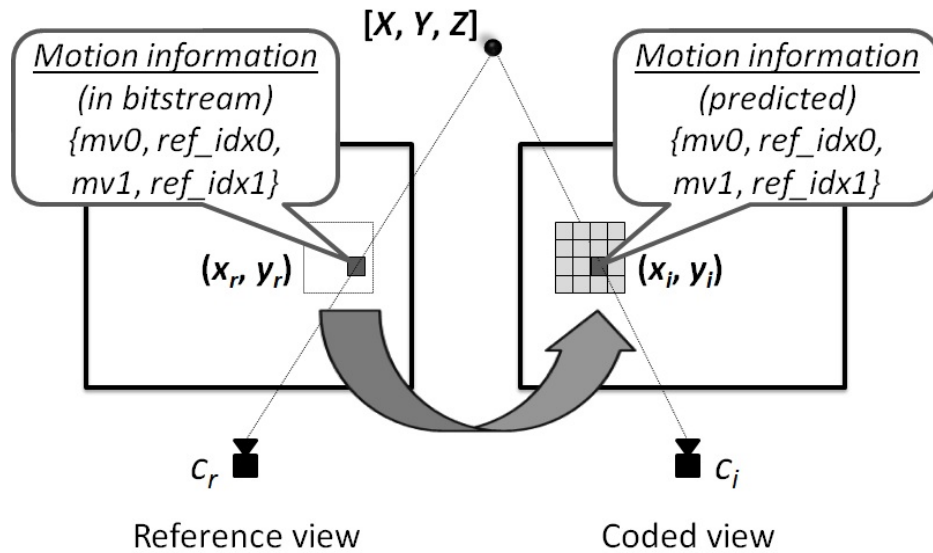 [X, Y, Z]
Motion information
(in bitstream)
{mv0, ref_idx0,
mv1, ref_idx1}
Motion information
(predicted)
{mv0, ref_idx0,
mv1, ref_idx1}
(xr, yr)
(xi, yi)
cr
ci
Reference view
Coded view